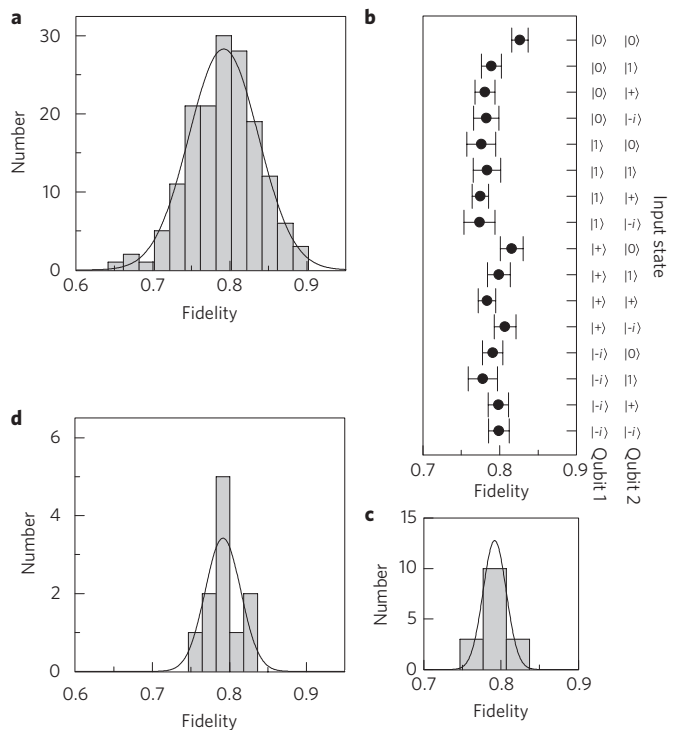 a
30
20
10
0
Number
0.6 0.7 0.8 0.9
Fidelity
b
|0⟩ |0⟩
|0⟩ |1⟩
|0⟩ |+⟩
|0⟩ |-i⟩
|1⟩ |0⟩
|1⟩ |1⟩
|1⟩ |+⟩
|1⟩ |-i⟩
|+⟩ |0⟩
|+⟩ |1⟩
|+⟩ |+⟩
|+⟩ |-i⟩
|-i⟩ |0⟩
|-i⟩ |1⟩
|-i⟩ |+⟩
|-i⟩ |-i⟩
Input state
Qubit 1 Qubit 2
0.7 0.8 0.9
Fidelity
d
6
4
2
0
Number
0.6 0.7 0.8 0.9
Fidelity
c
15
10
5
0
Number
0.7 0.8 0.9
Fidelity